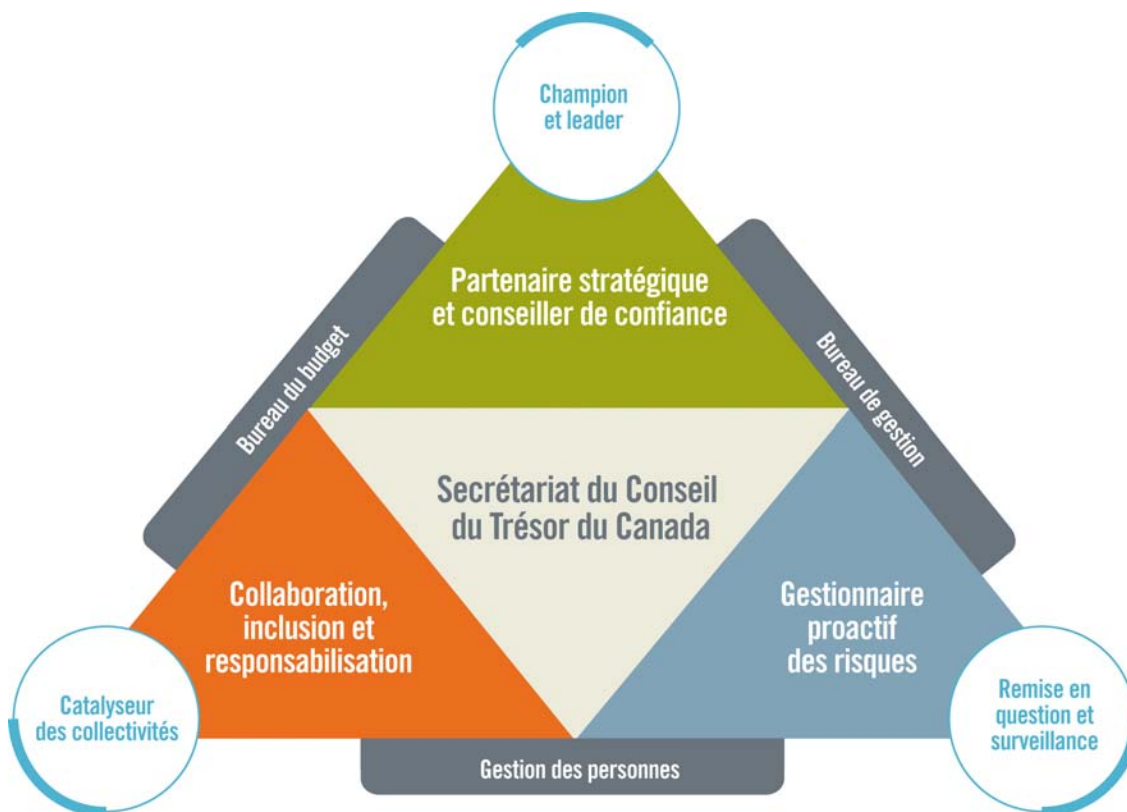 Champion
et leader
Partenaire stratégique
et conseiller de confiance
Bureau du budget
Bureau de gestion
Secrétariat du Conseil
du Trésor du Canada
Collaboration,
inclusion et
responsabilisation
Gestionnaire
proactif
des risques
Catalyseur
des collectivités
Remise en
question et
surveillance
Gestion des personnes